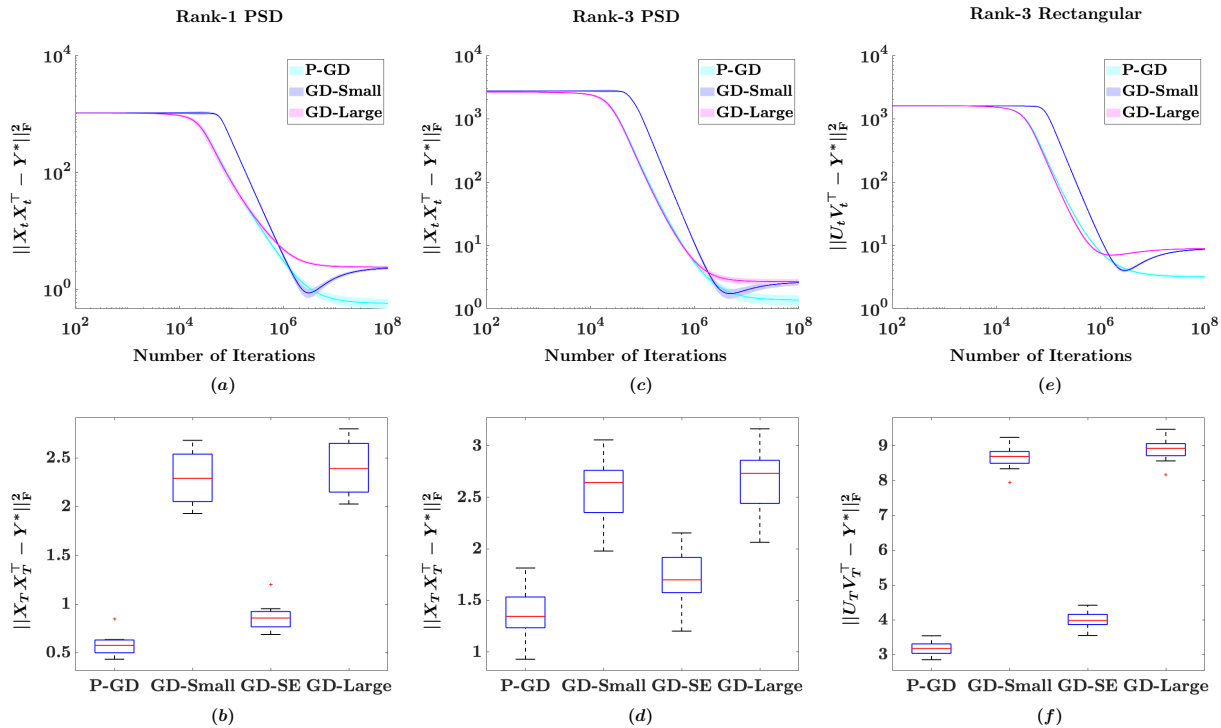 Rank-1 PSD
||X_t X_t^⊤ − Y*||_F^2
10^4
10^2
10^0
P-GD
GD-Small
GD-Large
10^2 10^4 10^6 10^8
Number of Iterations
(a)
Rank-3 PSD
||X_t X_t^⊤ − Y*||_F^2
10^4
10^3
10^2
10^1
10^0
P-GD
GD-Small
GD-Large
10^2 10^4 10^6 10^8
Number of Iterations
(c)
Rank-3 Rectangular
||U_t V_t^⊤ − Y*||_F^2
10^4
10^3
10^2
10^1
10^0
P-GD
GD-Small
GD-Large
10^2 10^4 10^6 10^8
Number of Iterations
(e)
||X_T X_T^⊤ − Y*||_F^2
2.5
2
1.5
1
0.5
P-GD GD-Small GD-SE GD-Large
(b)
||X_T X_T^⊤ − Y*||_F^2
3
2.5
2
1.5
1
P-GD GD-Small GD-SE GD-Large
(d)
||U_T V_T^⊤ − Y*||_F^2
9
8
7
6
5
4
3
P-GD GD-Small GD-SE GD-Large
(f)